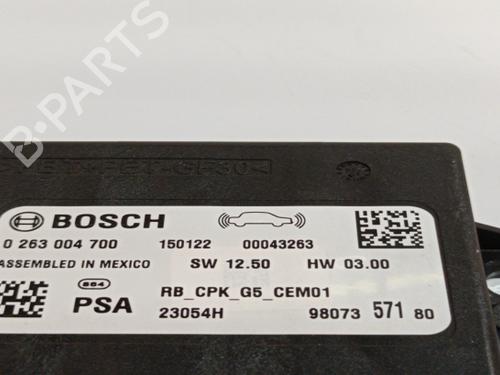 BOSCH
0 263 004 700 150122 00043263
ASSEMBLED IN MEXICO SW 12.50 HW 03.00
PSA RB_CPK_G5_CEM01
23054H 98073 571 80